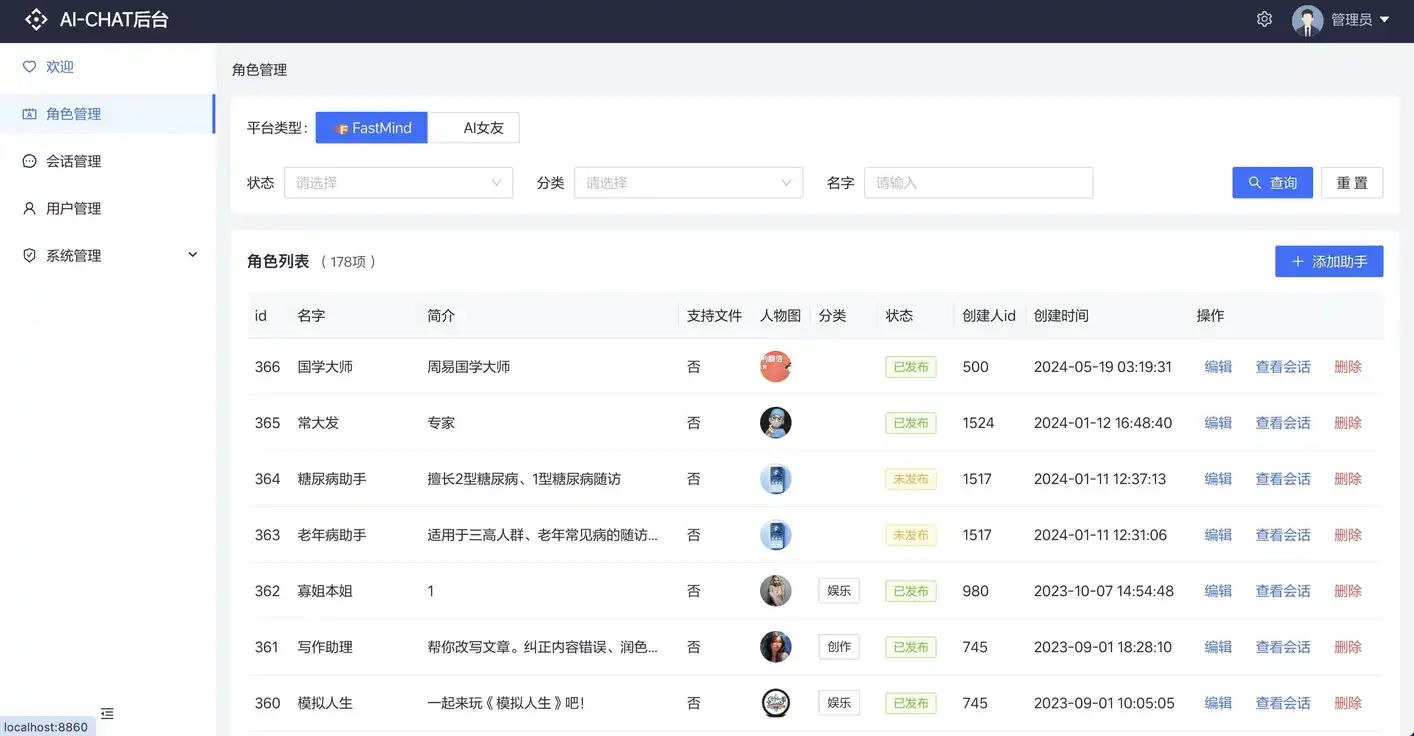 AI-CHAT后台
管理员
欢迎
角色管理
会话管理
用户管理
系统管理
角色管理
平台类型: FastMind AI女友
状态 请选择 分类 请选择 名字 请输入 查询 重置
角色列表 （178项） 添加助手
id 名字 简介 支持文件 人物图 分类 状态 创建人id 创建时间 操作
366 国学大师 周易国学大师 否 已发布 500 2024-05-19 03:19:31 编辑 查看会话 删除
365 常大发 专家 否 已发布 1524 2024-01-12 16:48:40 编辑 查看会话 删除
364 糖尿病助手 擅长2型糖尿病、1型糖尿病随访 否 未发布 1517 2024-01-11 12:37:13 编辑 查看会话 删除
363 老年病助手 适用于三高人群、老年常见病的随访... 否 未发布 1517 2024-01-11 12:31:06 编辑 查看会话 删除
362 寡姐本姐 1 否 娱乐 已发布 980 2023-10-07 14:54:48 编辑 查看会话 删除
361 写作助理 帮你改写文章。纠正内容错误、润色... 否 创作 已发布 745 2023-09-01 18:28:10 编辑 查看会话 删除
360 模拟人生 一起来玩《模拟人生》吧! 否 娱乐 已发布 745 2023-09-01 10:05:05 编辑 查看会话 删除
localhost:8860